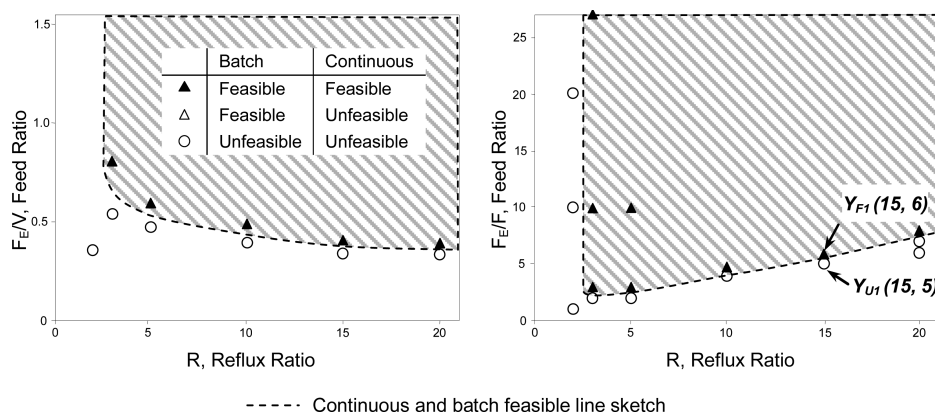 1.5
1.0
0.5
0
0
5
10
15
20
F_E/V, Feed Ratio
R, Reflux Ratio
Batch Continuous
▲ Feasible Feasible
△ Feasible Unfeasible
○ Unfeasible Unfeasible
25
20
15
10
5
0
0
5
10
15
20
F_E/F, Feed Ratio
R, Reflux Ratio
Y_F1 (15, 6)
Y_U1 (15, 5)
Continuous and batch feasible line sketch